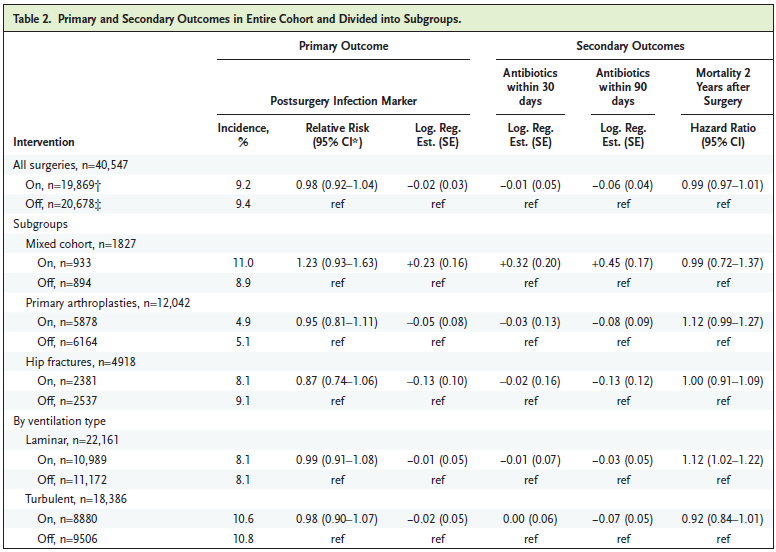 Table 2. Primary and Secondary Outcomes in Entire Cohort and Divided into Subgroups.
Primary Outcome Secondary Outcomes
Postsurgery Infection Marker Antibiotics within 30 days Antibiotics within 90 days Mortality 2 Years after Surgery
Intervention Incidence, % Relative Risk (95% CI*) Log. Reg. Est. (SE) Log. Reg. Est. (SE) Log. Reg. Est. (SE) Hazard Ratio (95% CI)
All surgeries, n=40,547
On, n=19,869† 9.2 0.98 (0.92–1.04) −0.02 (0.03) −0.01 (0.05) −0.06 (0.04) 0.99 (0.97–1.01)
Off, n=20,678‡ 9.4 ref ref ref ref ref
Subgroups
Mixed cohort, n=1827
On, n=933 11.0 1.23 (0.93–1.63) +0.23 (0.16) +0.32 (0.20) +0.45 (0.17) 0.99 (0.72–1.37)
Off, n=894 8.9 ref ref ref ref ref
Primary arthroplasties, n=12,042
On, n=5878 4.9 0.95 (0.81–1.11) −0.05 (0.08) −0.03 (0.13) −0.08 (0.09) 1.12 (0.99–1.27)
Off, n=6164 5.1 ref ref ref ref ref
Hip fractures, n=4918
On, n=2381 8.1 0.87 (0.74–1.06) −0.13 (0.10) −0.02 (0.16) −0.13 (0.12) 1.00 (0.91–1.09)
Off, n=2537 9.1 ref ref ref ref ref
By ventilation type
Laminar, n=22,161
On, n=10,989 8.1 0.99 (0.91–1.08) −0.01 (0.05) −0.01 (0.07) −0.03 (0.05) 1.12 (1.02–1.22)
Off, n=11,172 8.1 ref ref ref ref ref
Turbulent, n=18,386
On, n=8880 10.6 0.98 (0.90–1.07) −0.02 (0.05) 0.00 (0.06) −0.07 (0.05) 0.92 (0.84–1.01)
Off, n=9506 10.8 ref ref ref ref ref